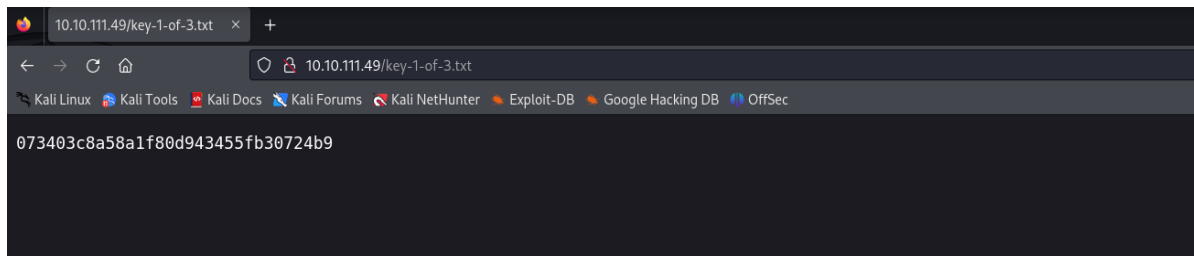 10.10.111.49/key-1-of-3.txt × +
10.10.111.49/key-1-of-3.txt
Kali Linux Kali Tools Kali Docs Kali Forums Kali NetHunter Exploit-DB Google Hacking DB OffSec
073403c8a58a1f80d943455fb30724b9